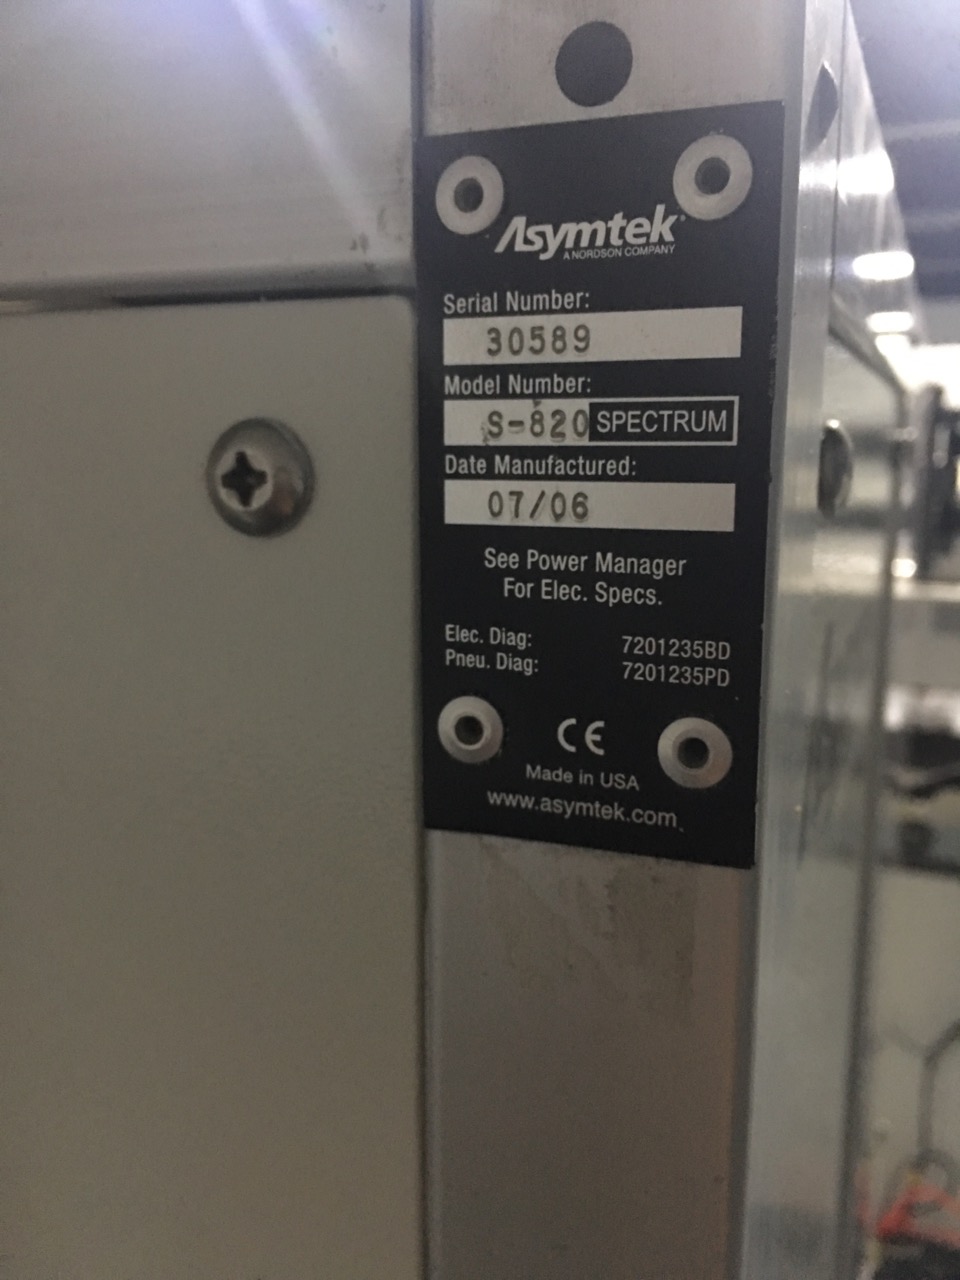 Asymtek
A NORDSON COMPANY
Serial Number:
30589
Model Number:
S-820 SPECTRUM
Date Manufactured:
07/06
See Power Manager
For Elec. Specs.
Elec. Diag: 7201235BD
Pneu. Diag: 7201235PD
CE
Made in USA
www.asymtek.com